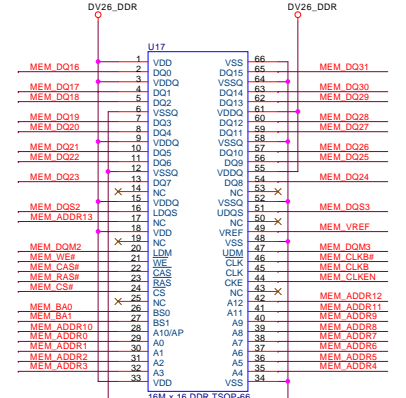 DV26_DDR DV26_DDR
U17
1 VDD VSS 66
MEM_DQ16 2 DQ0 DQ15 65 MEM_DQ31
3 VDDQ VSSQ 64
MEM_DQ17 4 DQ1 DQ14 63 MEM_DQ30
MEM_DQ18 5 DQ2 DQ13 62 MEM_DQ29
6 VSSQ VDDQ 61
MEM_DQ19 7 DQ3 DQ12 60 MEM_DQ28
MEM_DQ20 8 DQ4 DQ11 59 MEM_DQ27
9 VDDQ VSSQ 58
MEM_DQ21 10 DQ5 DQ10 57 MEM_DQ26
MEM_DQ22 11 DQ6 DQ9 56 MEM_DQ25
12 VSSQ VDDQ 55
MEM_DQ23 13 DQ7 DQ8 54 MEM_DQ24
14 NC NC 53
15 VDDQ VSSQ 52
MEM_DQS2 16 LDQS UDQS 51 MEM_DQS3
MEM_ADDR13 17 NC NC 50
18 VDD VREF 49 MEM_VREF
19 NC VSS 48
MEM_DQM2 20 LDM UDM 47 MEM_DQM3
MEM_WE# 21 WE CLK 46 MEM_CLKB#
MEM_CAS# 22 CAS CLK 45 MEM_CLKB
MEM_RAS# 23 RAS CKE 44 MEM_CLKEN
MEM_CS# 24 CS NC 43
25 NC A12 42 MEM_ADDR12
MEM_BA0 26 BS0 A11 41 MEM_ADDR11
MEM_BA1 27 BS1 A9 40 MEM_ADDR9
MEM_ADDR10 28 A10/AP A8 39 MEM_ADDR8
MEM_ADDR0 29 A0 A7 38 MEM_ADDR7
MEM_ADDR1 30 A1 A6 37 MEM_ADDR6
MEM_ADDR2 31 A2 A5 36 MEM_ADDR5
MEM_ADDR3 32 A3 A4 35 MEM_ADDR4
33 VDD VSS 34
16M x 16 DDR TSOP-66